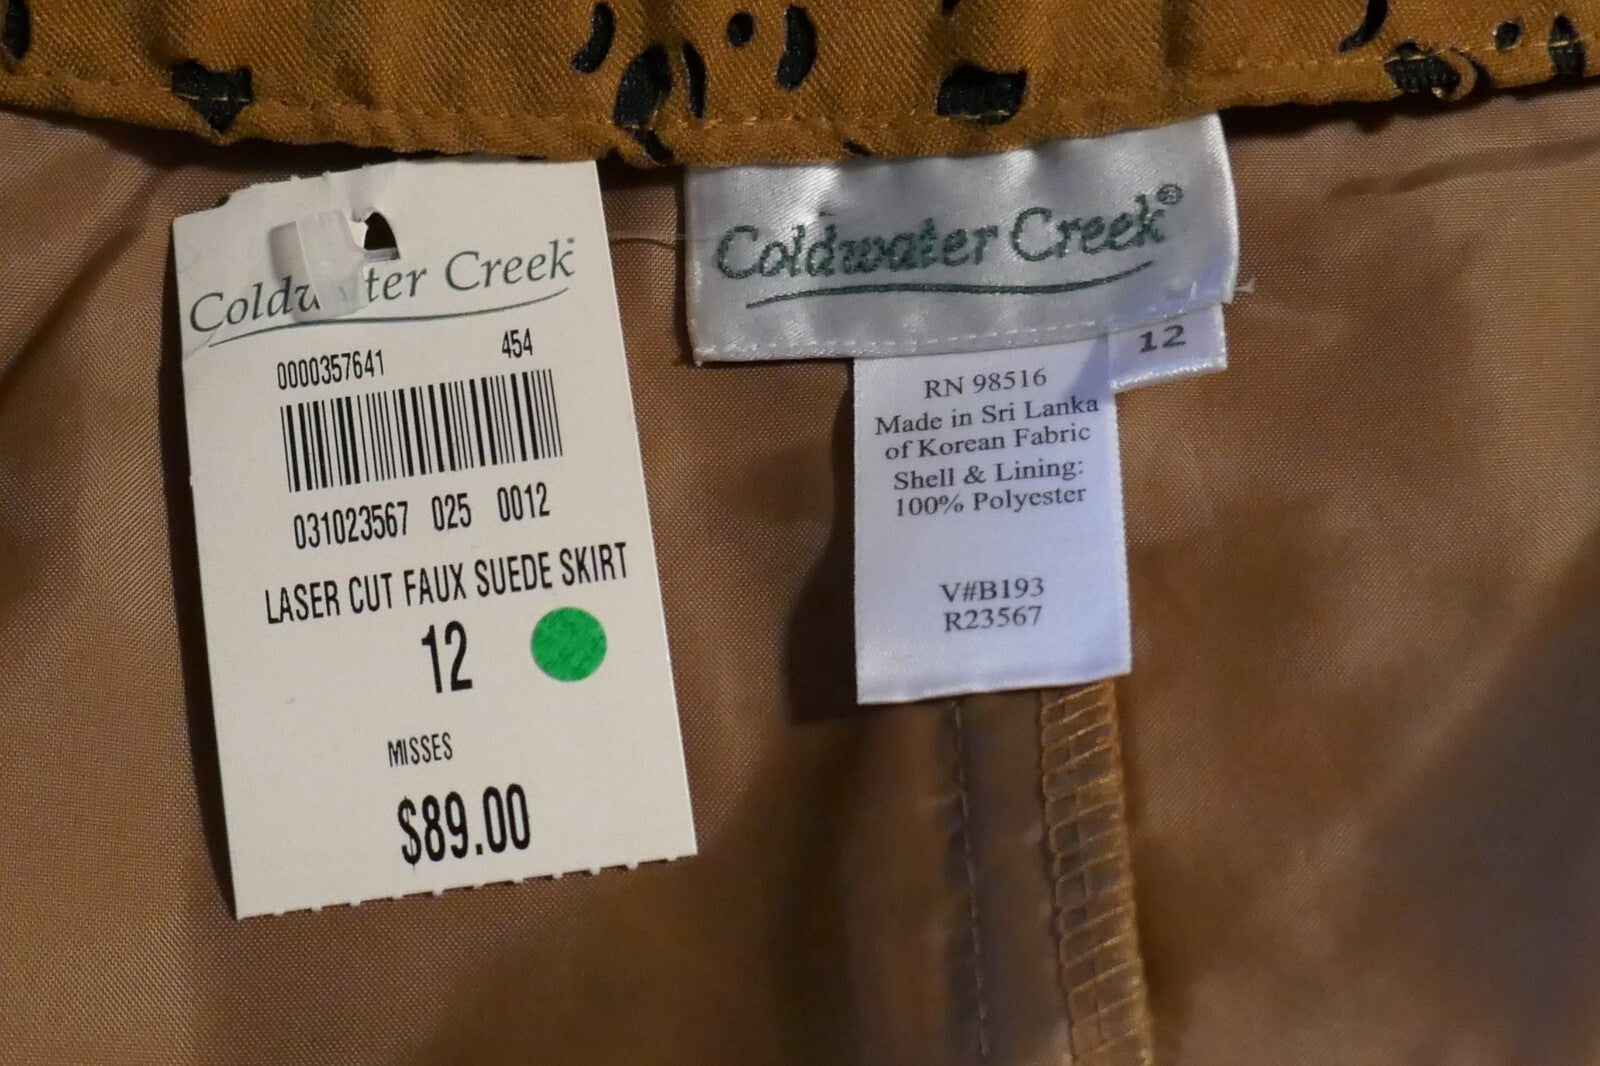 Coldwater Creek
0000357641 454
031023567 025 0012
LASER CUT FAUX SUEDE SKIRT
12
MISSES
$89.00
Coldwater Creek®
12
RN 98516
Made in Sri Lanka
of Korean Fabric
Shell & Lining:
100% Polyester
V#B193
R23567